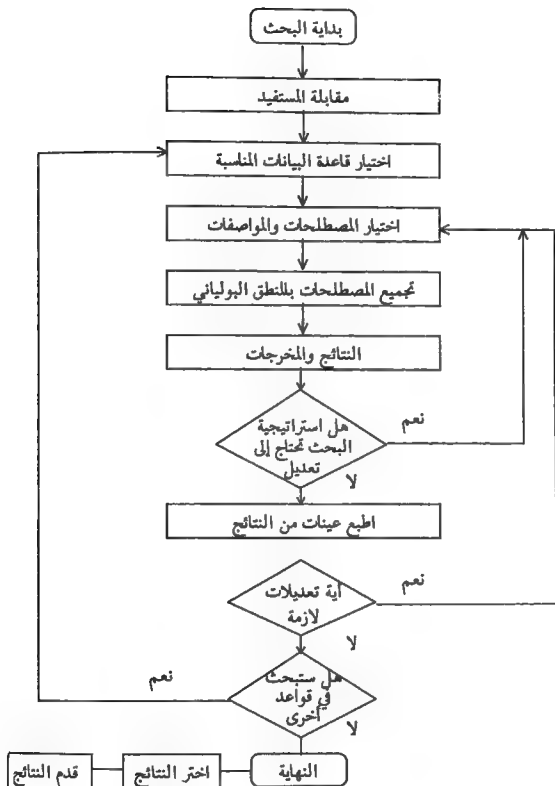 بداية البحث
مقابلة المستفيد
اختيار قاعدة البيانات المناسبة
اختيار المصطلحات والمواصفات
تجميع المصطلحات بالمنطق البولياني
النتائج والمخرجات
هل استراتيجية
البحث تحتاج إلى
تعديل
نعم
لا
اطبع عينات من النتائج
أية تعديلات
لازمة
نعم
لا
هل ستبحث
في قواعد
أخرى
نعم
لا
النهاية
اختر النتائج
قدم النتائج